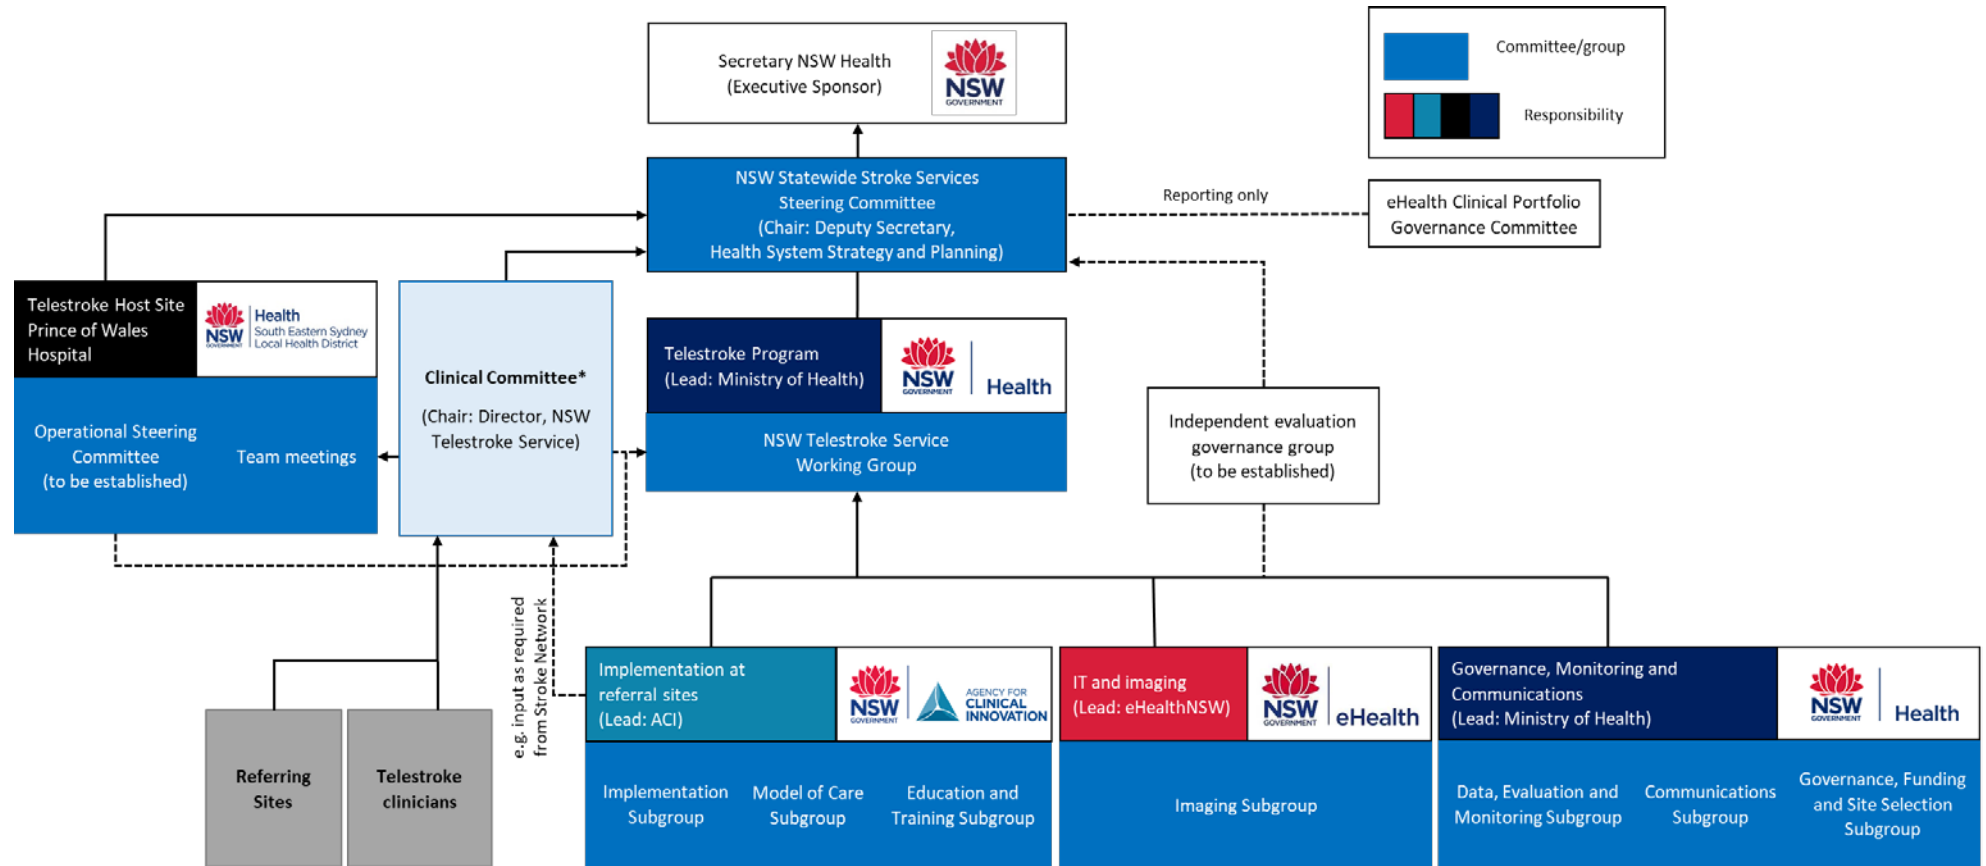 Secretary NSW Health
(Executive Sponsor)
NSW
GOVERNMENT
Committee/group
Responsibility
NSW Statewide Stroke Services
Steering Committee
(Chair: Deputy Secretary,
Health System Strategy and Planning)
Reporting only
eHealth Clinical Portfolio
Governance Committee
Telestroke Host Site
Prince of Wales
Hospital
NSW
GOVERNMENT
Health
South Eastern Sydney
Local Health District
Operational Steering
Committee
(to be established)
Team meetings
Clinical Committee*
(Chair: Director, NSW
Telestroke Service)
Telestroke Program
(Lead: Ministry of Health)
NSW
GOVERNMENT
Health
NSW Telestroke Service
Working Group
Independent evaluation
governance group
(to be established)
e.g. input as required
from Stroke Network
Referring
Sites
Telestroke
clinicians
Implementation at
referral sites
(Lead: ACI)
NSW
GOVERNMENT
AGENCY FOR
CLINICAL
INNOVATION
Implementation
Subgroup
Model of Care
Subgroup
Education and
Training Subgroup
IT and imaging
(Lead: eHealthNSW)
NSW
GOVERNMENT
eHealth
Imaging Subgroup
Governance, Monitoring and
Communications
(Lead: Ministry of Health)
NSW
GOVERNMENT
Health
Data, Evaluation and
Monitoring Subgroup
Communications
Subgroup
Governance, Funding
and Site Selection
Subgroup